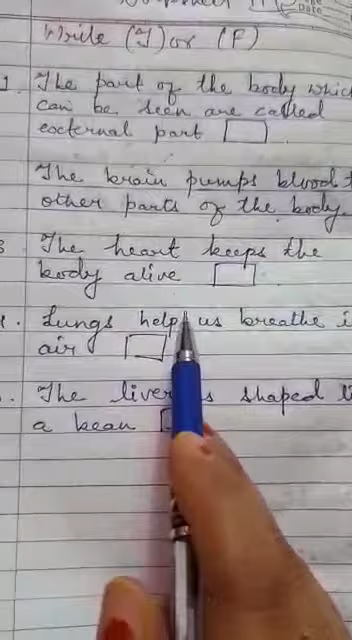 Write (T) or (F)
1. The part of the body which
can be seen are called
external part
The brain pumps blood
other parts of the body.
3 The heart keeps the
body alive
4. Lungs help us breathe
air
The liver is shaped
a bean